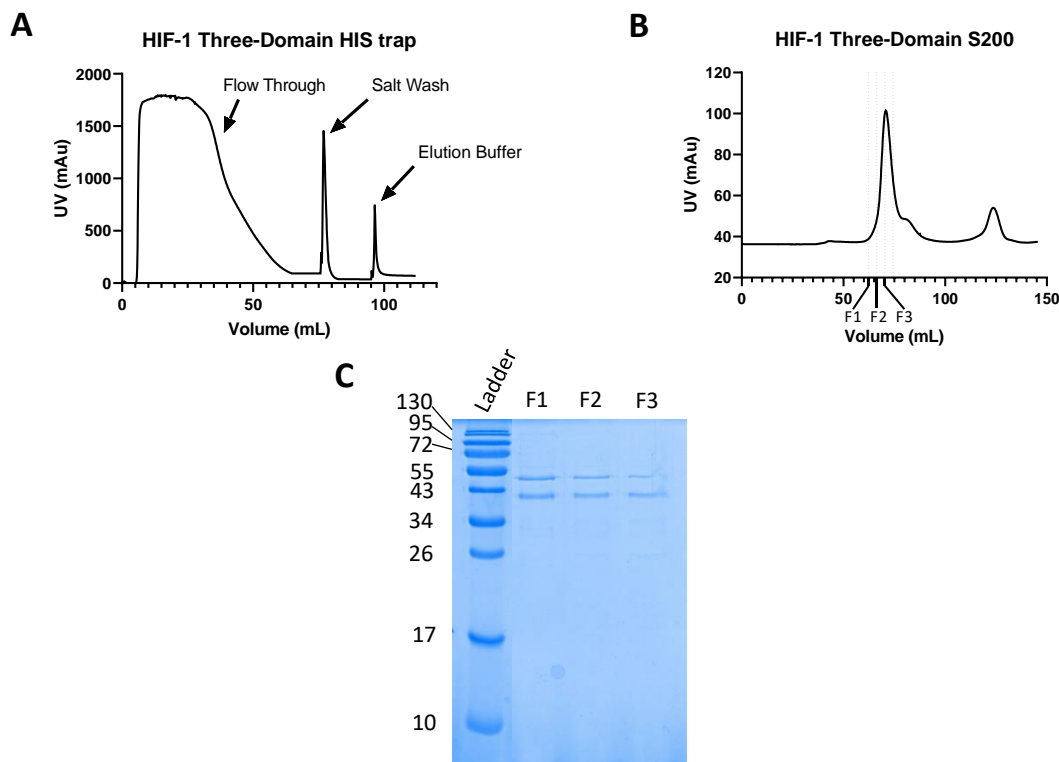 A
HIF-1 Three-Domain HIS trap
2000
1500
1000
500
0
UV (mAu)
Flow Through
Salt Wash
Elution Buffer
0
50
100
Volume (mL)
B
HIF-1 Three-Domain S200
120
100
80
60
40
20
UV (mAu)
0
50
100
150
F1
F2
F3
Volume (mL)
C
Ladder
F1
F2
F3
130
95
72
55
43
34
26
17
10